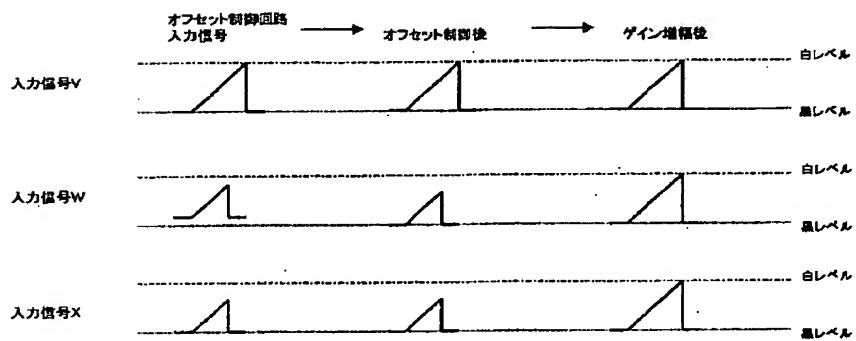 オフセット制御回路
入力信号
オフセット制御後
ゲイン増幅後
入力信号V
白レベル
黒レベル
入力信号W
白レベル
黒レベル
入力信号X
白レベル
黒レベル